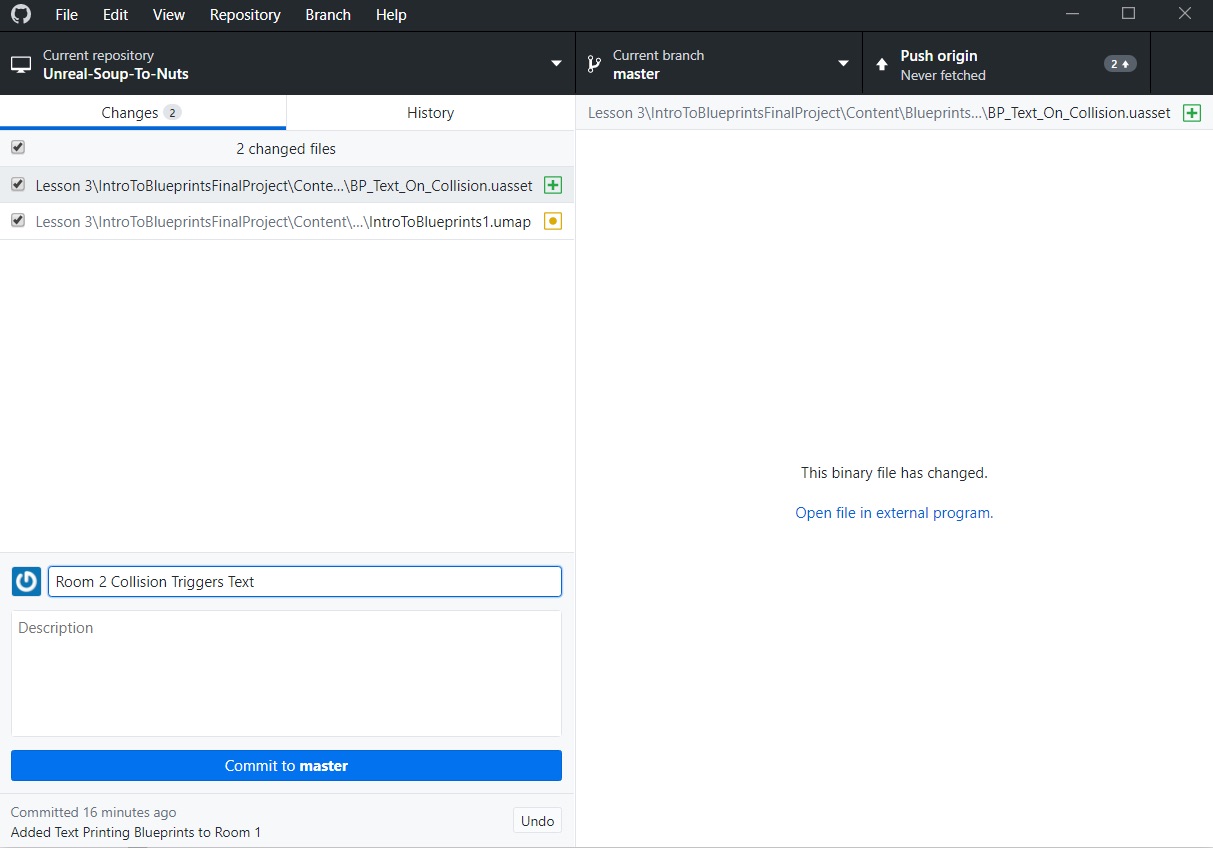 File Edit View Repository Branch Help
Current repository
Unreal-Soup-To-Nuts
Current branch
master
Push origin
Never fetched
2
Changes 2
History
Lesson 3\IntroToBlueprintsFinalProject\Content\Blueprints...\BP_Text_On_Collision.uasset
2 changed files
Lesson 3\IntroToBlueprintsFinalProject\Conte...\BP_Text_On_Collision.uasset
Lesson 3\IntroToBlueprintsFinalProject\Content\...\IntroToBlueprints1.umap
This binary file has changed.
Open file in external program.
Room 2 Collision Triggers Text
Description
Commit to master
Committed 16 minutes ago
Added Text Printing Blueprints to Room 1
Undo